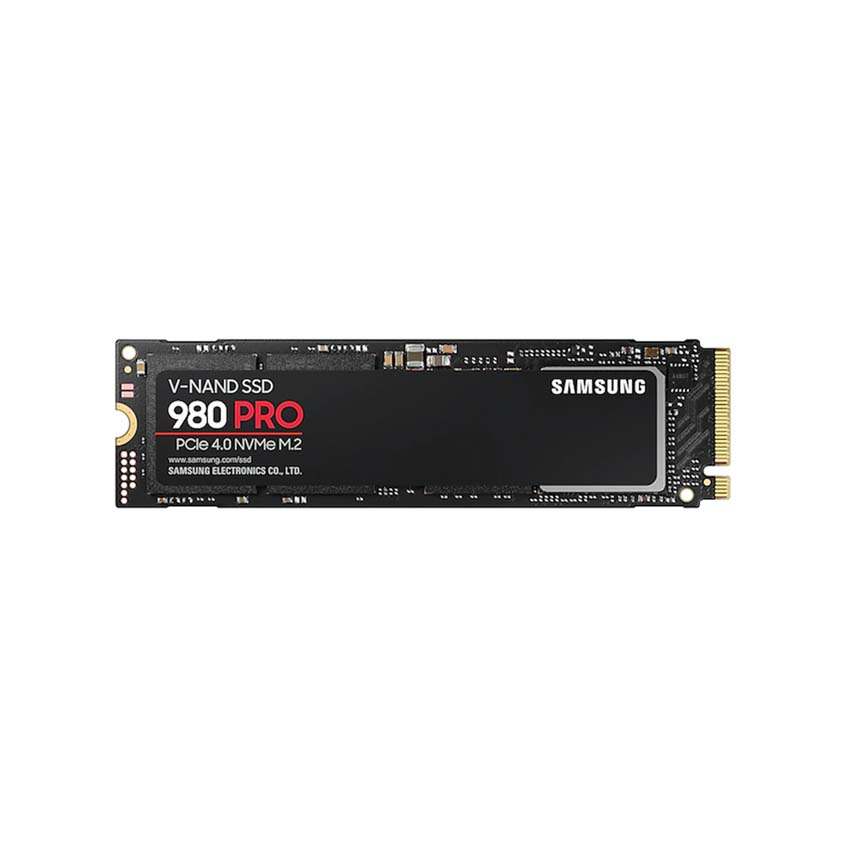 V-NAND SSD
980 PRO
PCIe 4.0 NVMe M.2
www.samsung.com/ssd
SAMSUNG ELECTRONICS CO., LTD.
SAMSUNG